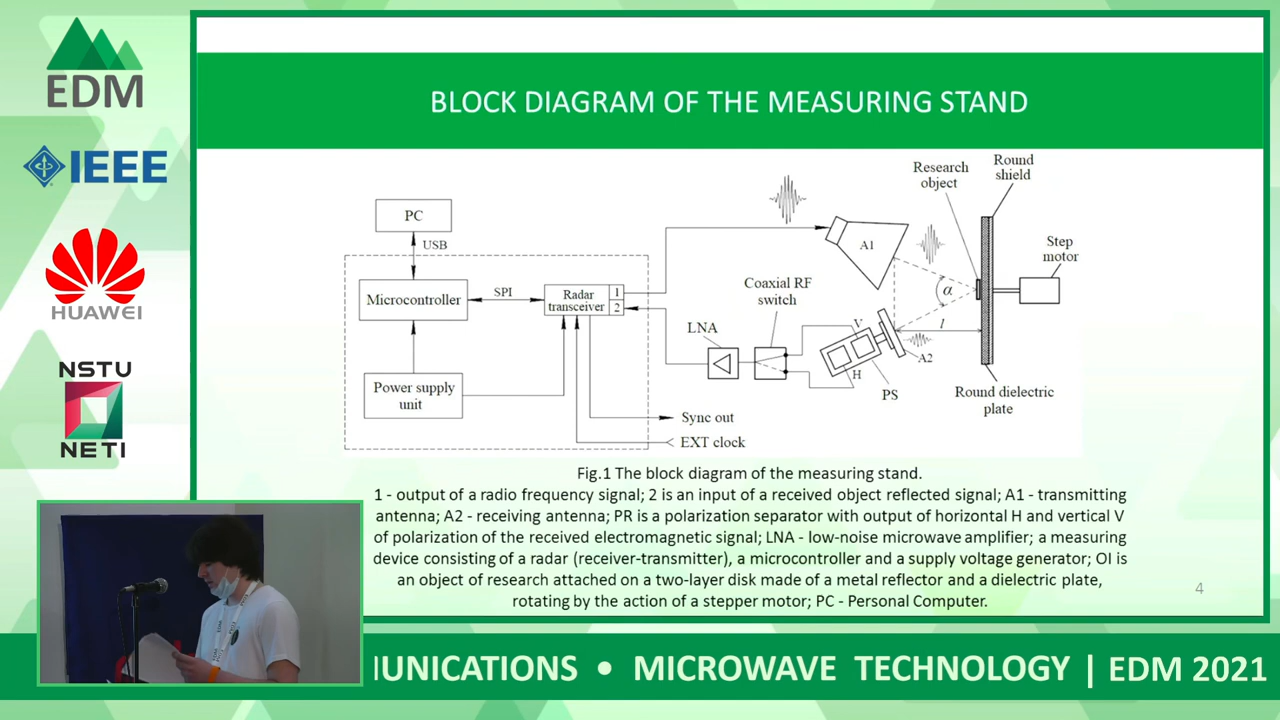 EDM
IEEE
HUAWEI
NSTU
NETI
BLOCK DIAGRAM OF THE MEASURING STAND
PC
USB
Microcontroller
SPI
Radar
transceiver
1
2
Power supply
unit
Sync out
EXT clock
LNA
Coaxial RF
switch
A1
V
H
PS
A2
α
l
Research
object
Round
shield
Step
motor
Round dielectric
plate
Fig.1 The block diagram of the measuring stand.
1 - output of a radio frequency signal; 2 is an input of a received object reflected signal; A1 - transmitting
antenna; A2 - receiving antenna; PR is a polarization separator with output of horizontal H and vertical V
of polarization of the received electromagnetic signal; LNA - low-noise microwave amplifier; a measuring
device consisting of a radar (receiver-transmitter), a microcontroller and a supply voltage generator; OI is
an object of research attached on a two-layer disk made of a metal reflector and a dielectric plate,
rotating by the action of a stepper motor; PC - Personal Computer.
4
MUNICATIONS • MICROWAVE TECHNOLOGY | EDM 2021